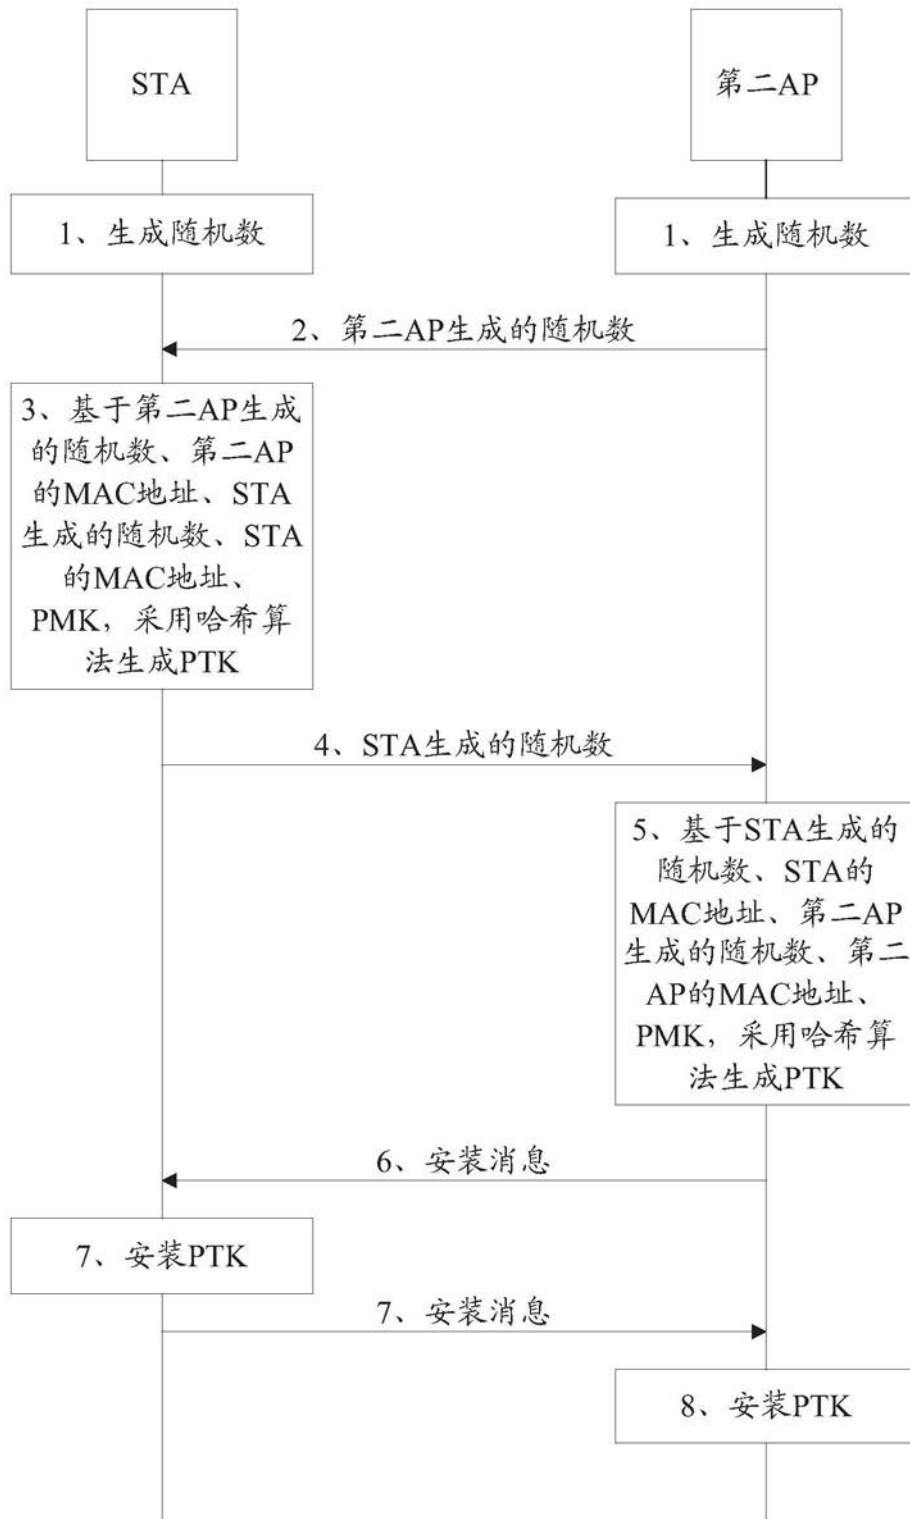 STA
第二AP
1、生成随机数
1、生成随机数
2、第二AP生成的随机数
3、基于第二AP生成
的随机数、第二AP
的MAC地址、STA
生成的随机数、STA
的MAC地址、
PMK，采用哈希算
法生成PTK
4、STA生成的随机数
5、基于STA生成的
随机数、STA的
MAC地址、第二AP
生成的随机数、第二
AP的MAC地址、
PMK，采用哈希算
法生成PTK
6、安装消息
7、安装PTK
7、安装消息
8、安装PTK